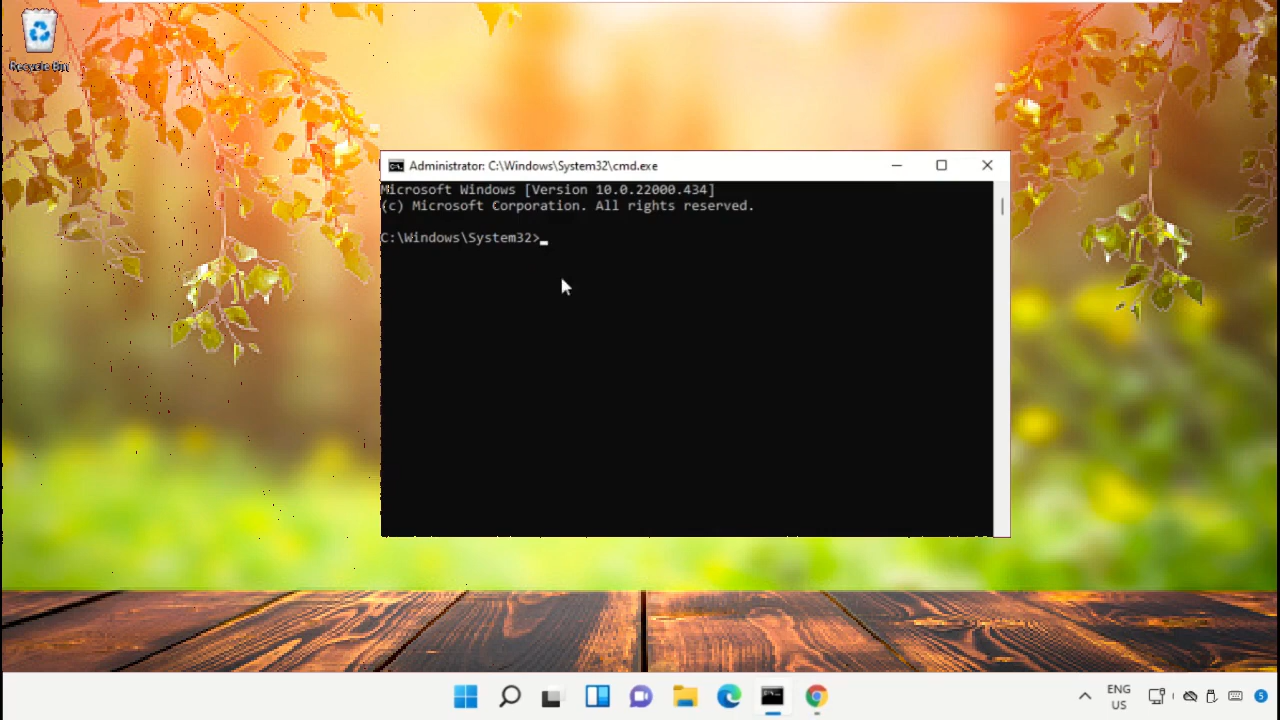 Recycle Bin
Administrator: C:\Windows\System32\cmd.exe
Microsoft Windows [Version 10.0.22000.434]
(c) Microsoft Corporation. All rights reserved.
C:\Windows\System32>
ENG
US
5